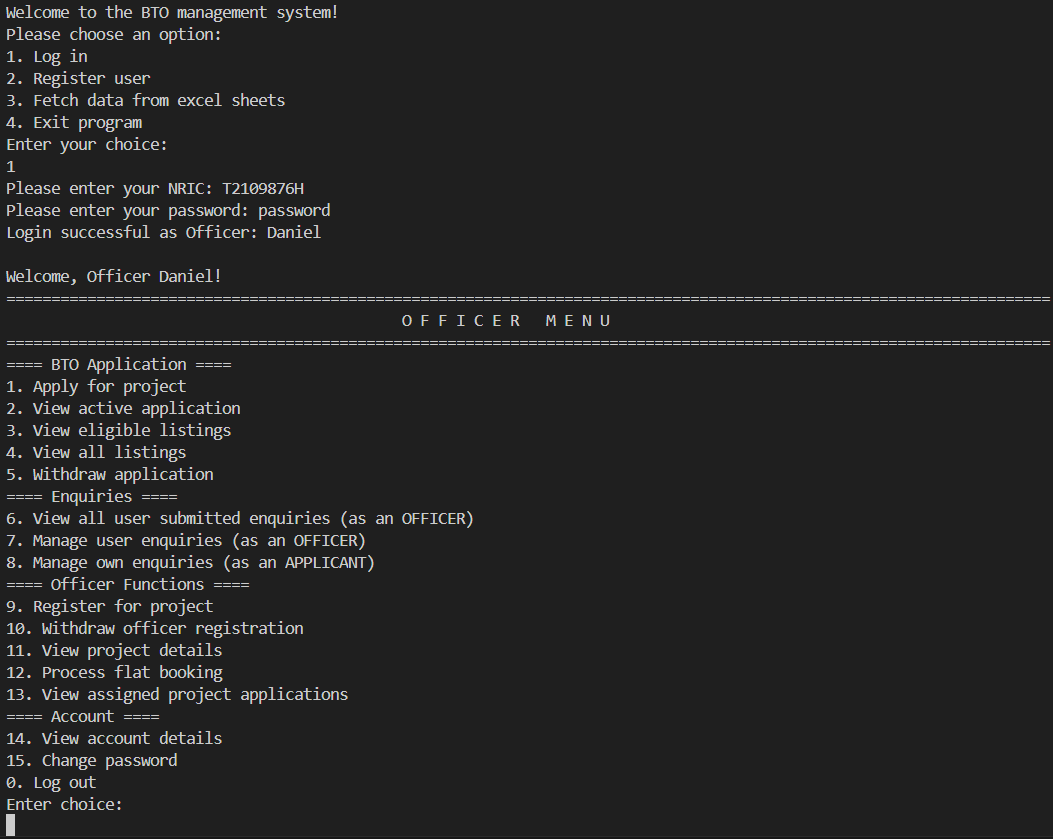 Welcome to the BTO management system!
Please choose an option:
1. Log in
2. Register user
3. Fetch data from excel sheets
4. Exit program
Enter your choice:
1
Please enter your NRIC: T2109876H
Please enter your password: password
Login successful as Officer: Daniel
Welcome, Officer Daniel!
====================================================================================================================
O F F I C E R   M E N U
====================================================================================================================
==== BTO Application ====
1. Apply for project
2. View active application
3. View eligible listings
4. View all listings
5. Withdraw application
==== Enquiries ====
6. View all user submitted enquiries (as an OFFICER)
7. Manage user enquiries (as an OFFICER)
8. Manage own enquiries (as an APPLICANT)
==== Officer Functions ====
9. Register for project
10. Withdraw officer registration
11. View project details
12. Process flat booking
13. View assigned project applications
==== Account ====
14. View account details
15. Change password
0. Log out
Enter choice: